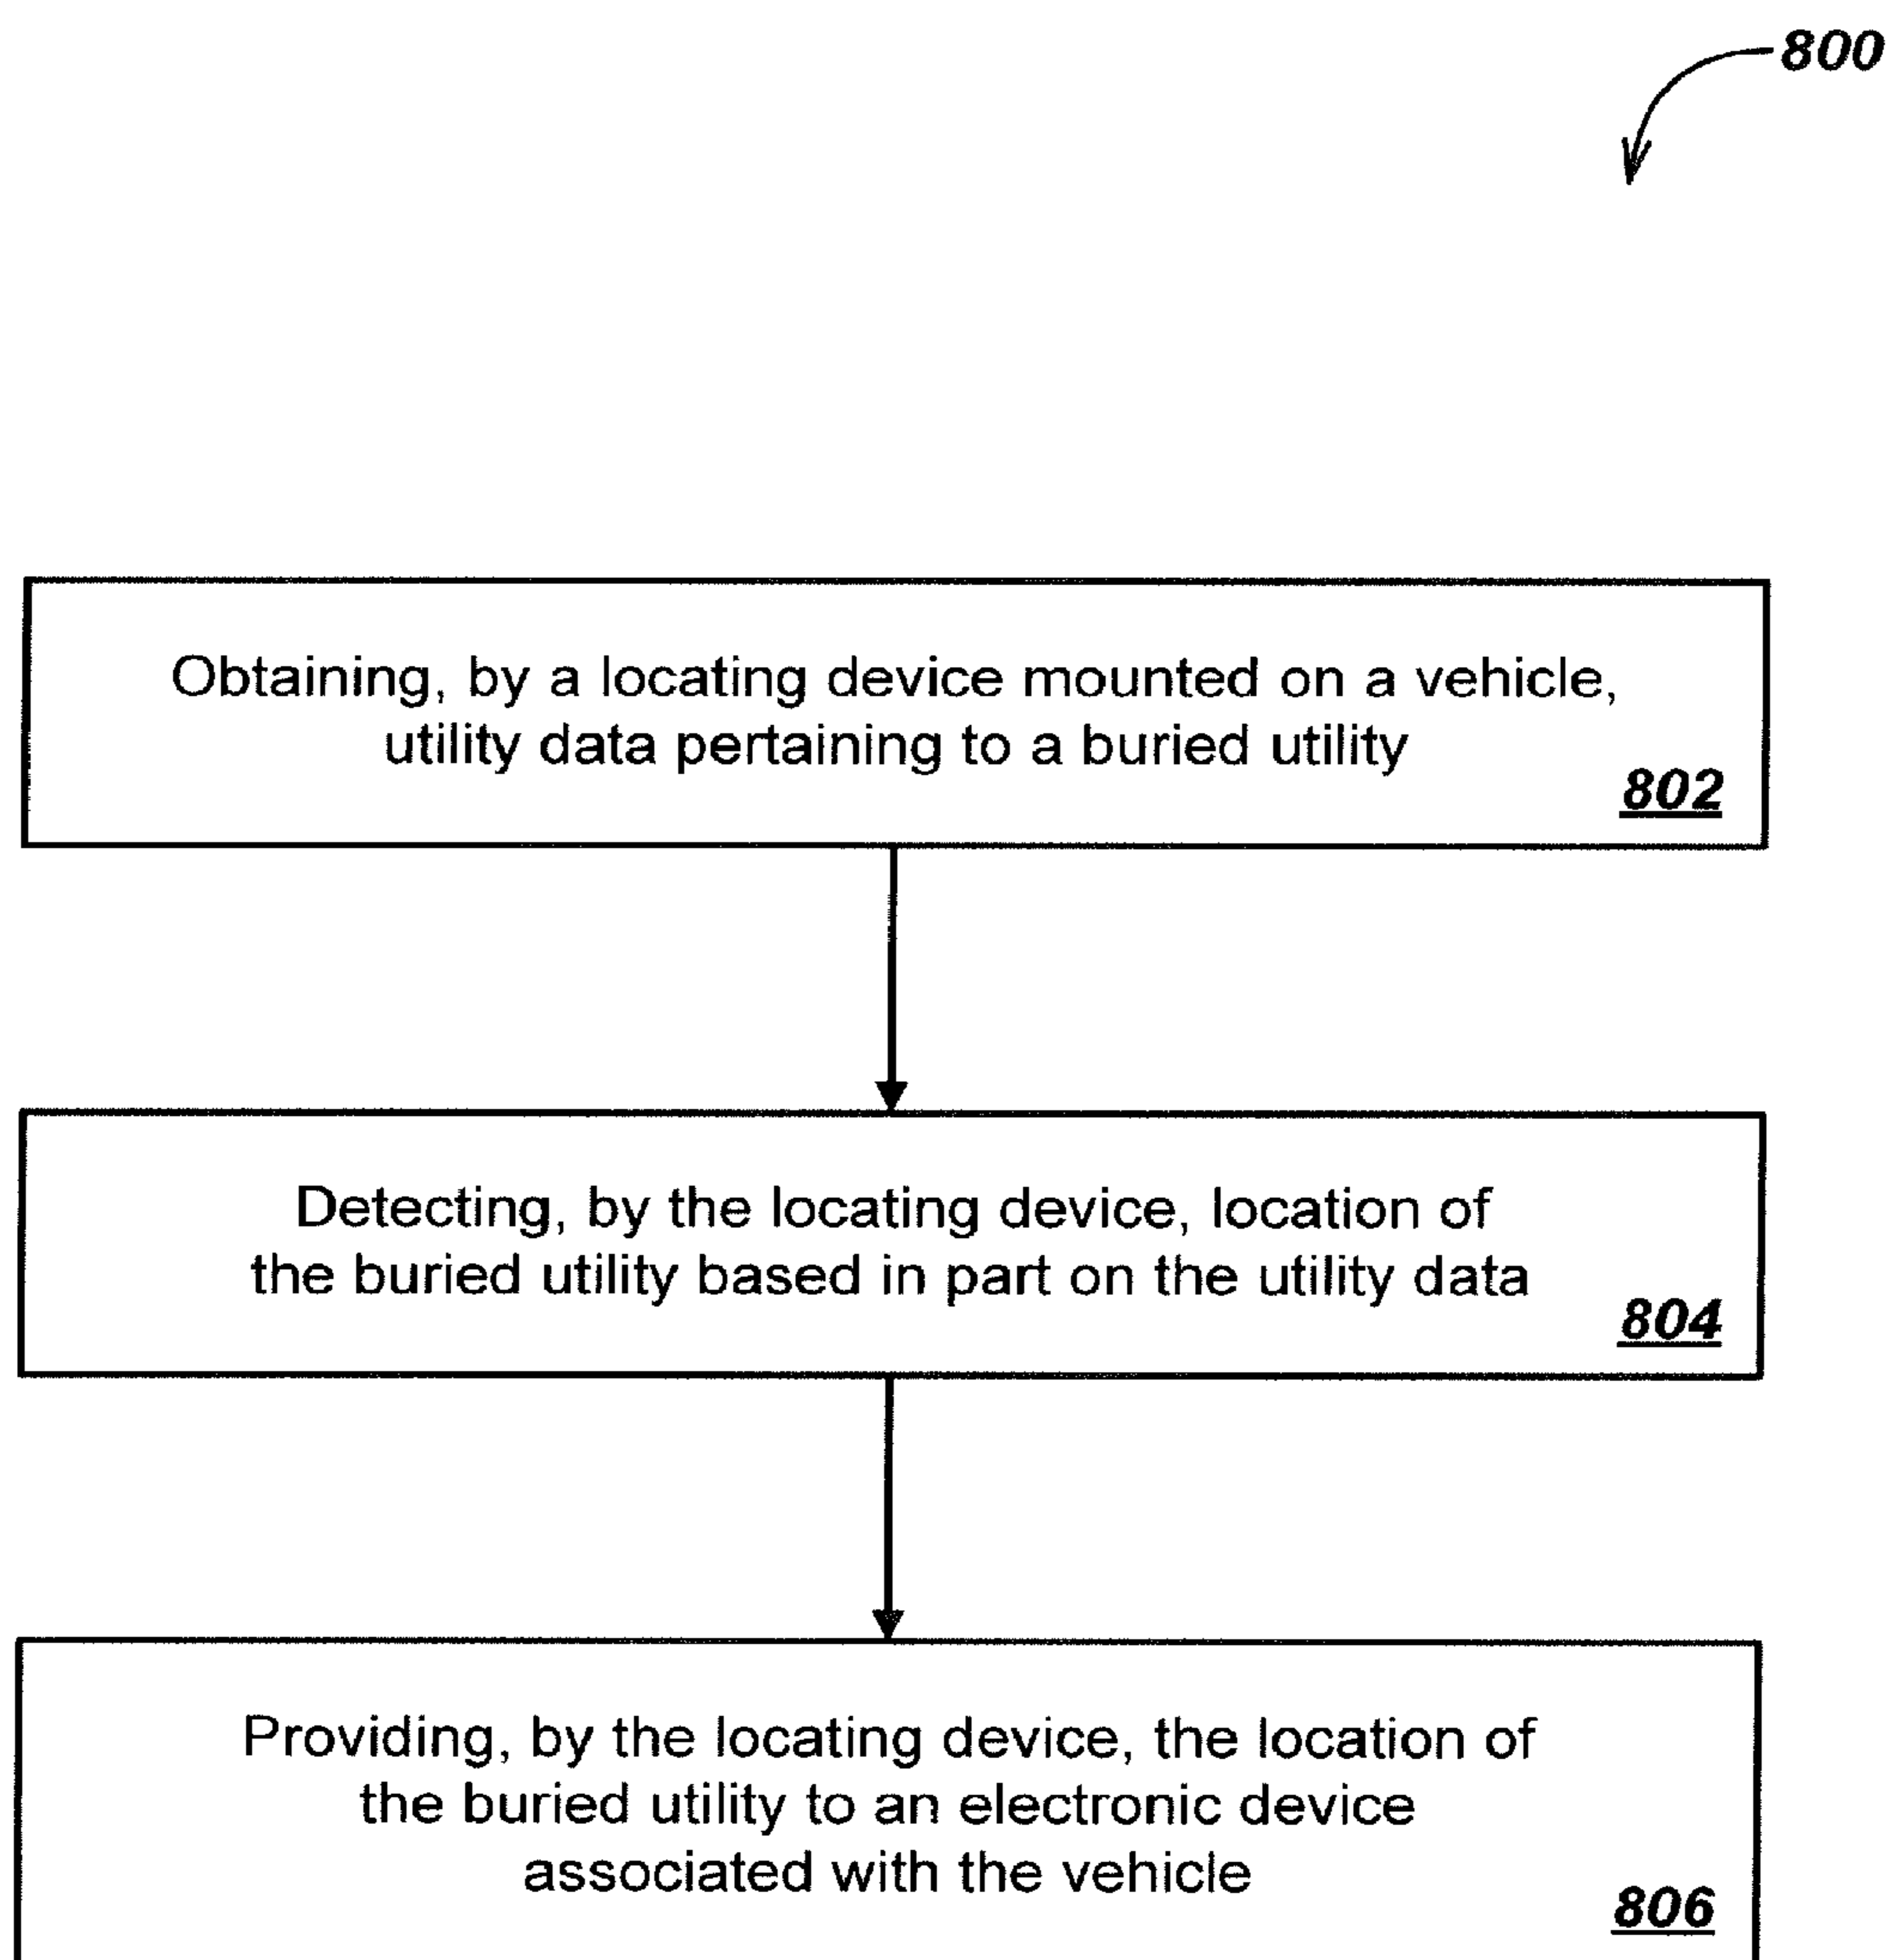 800
Obtaining, by a locating device mounted on a vehicle,
utility data pertaining to a buried utility
802
Detecting, by the locating device, location of
the buried utility based in part on the utility data
804
Providing, by the locating device, the location of
the buried utility to an electronic device
associated with the vehicle
806